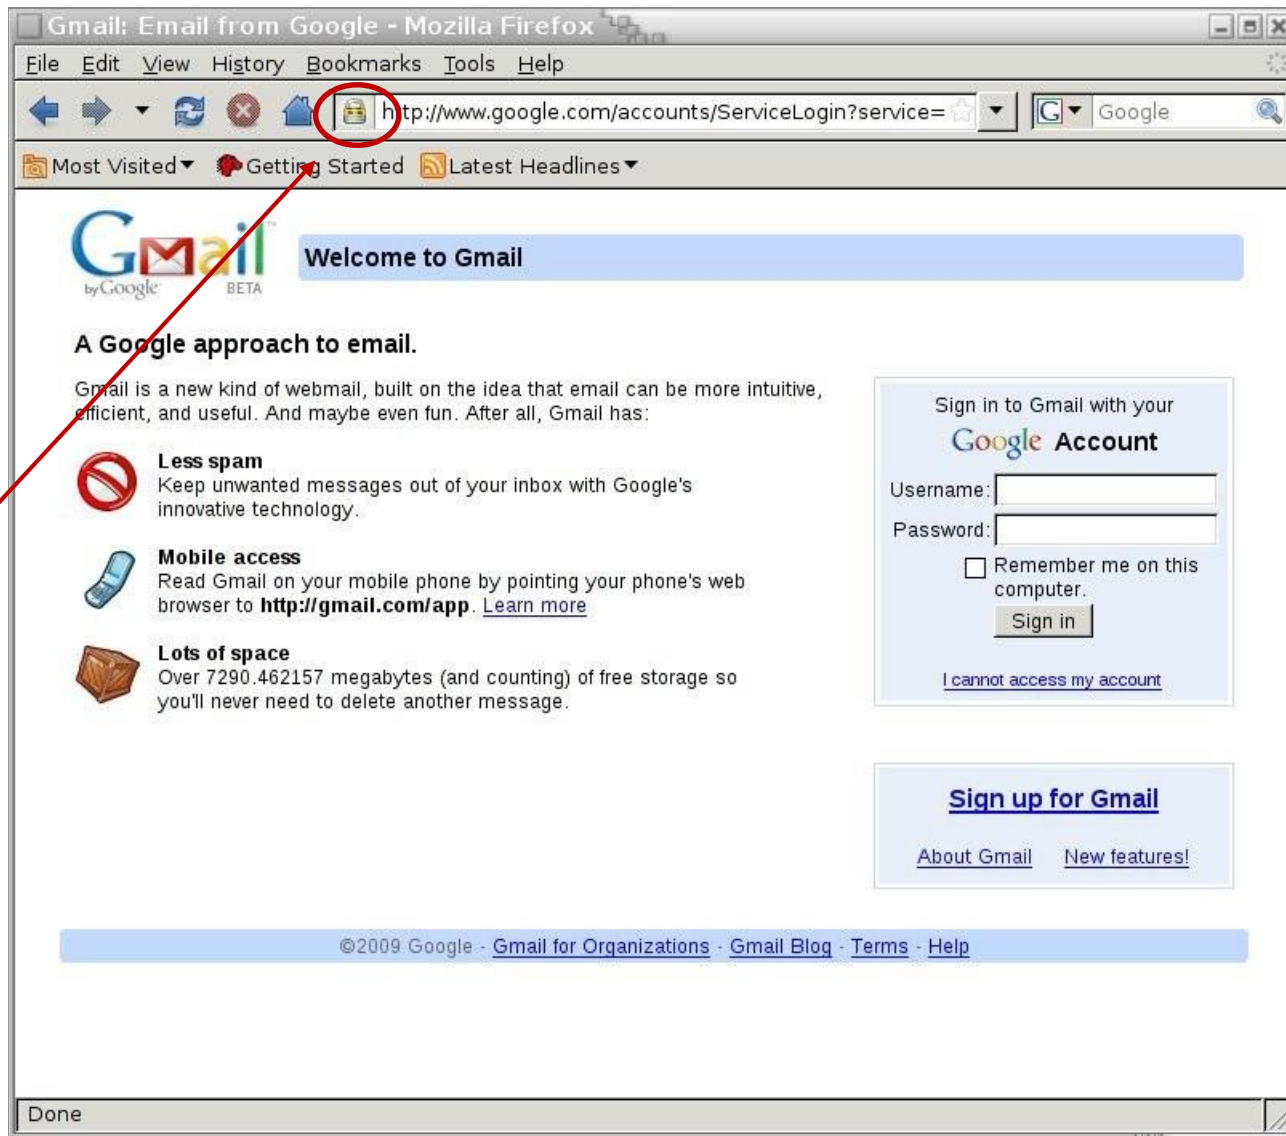 Gmail: Email from Google - Mozilla Firefox
File Edit View History Bookmarks Tools Help
http://www.google.com/accounts/ServiceLogin?service=
G Google
Most Visited Getting Started Latest Headlines
Gmail
by Google BETA
Welcome to Gmail
A Google approach to email.
Gmail is a new kind of webmail, built on the idea that email can be more intuitive,
efficient, and useful. And maybe even fun. After all, Gmail has:
Less spam
Keep unwanted messages out of your inbox with Google's
innovative technology.
Mobile access
Read Gmail on your mobile phone by pointing your phone's web
browser to http://gmail.com/app. Learn more
Lots of space
Over 7290.462157 megabytes (and counting) of free storage so
you'll never need to delete another message.
Sign in to Gmail with your
Google Account
Username:
Password:
Remember me on this
computer.
Sign in
I cannot access my account
Sign up for Gmail
About Gmail New features!
©2009 Google - Gmail for Organizations - Gmail Blog - Terms - Help
Done